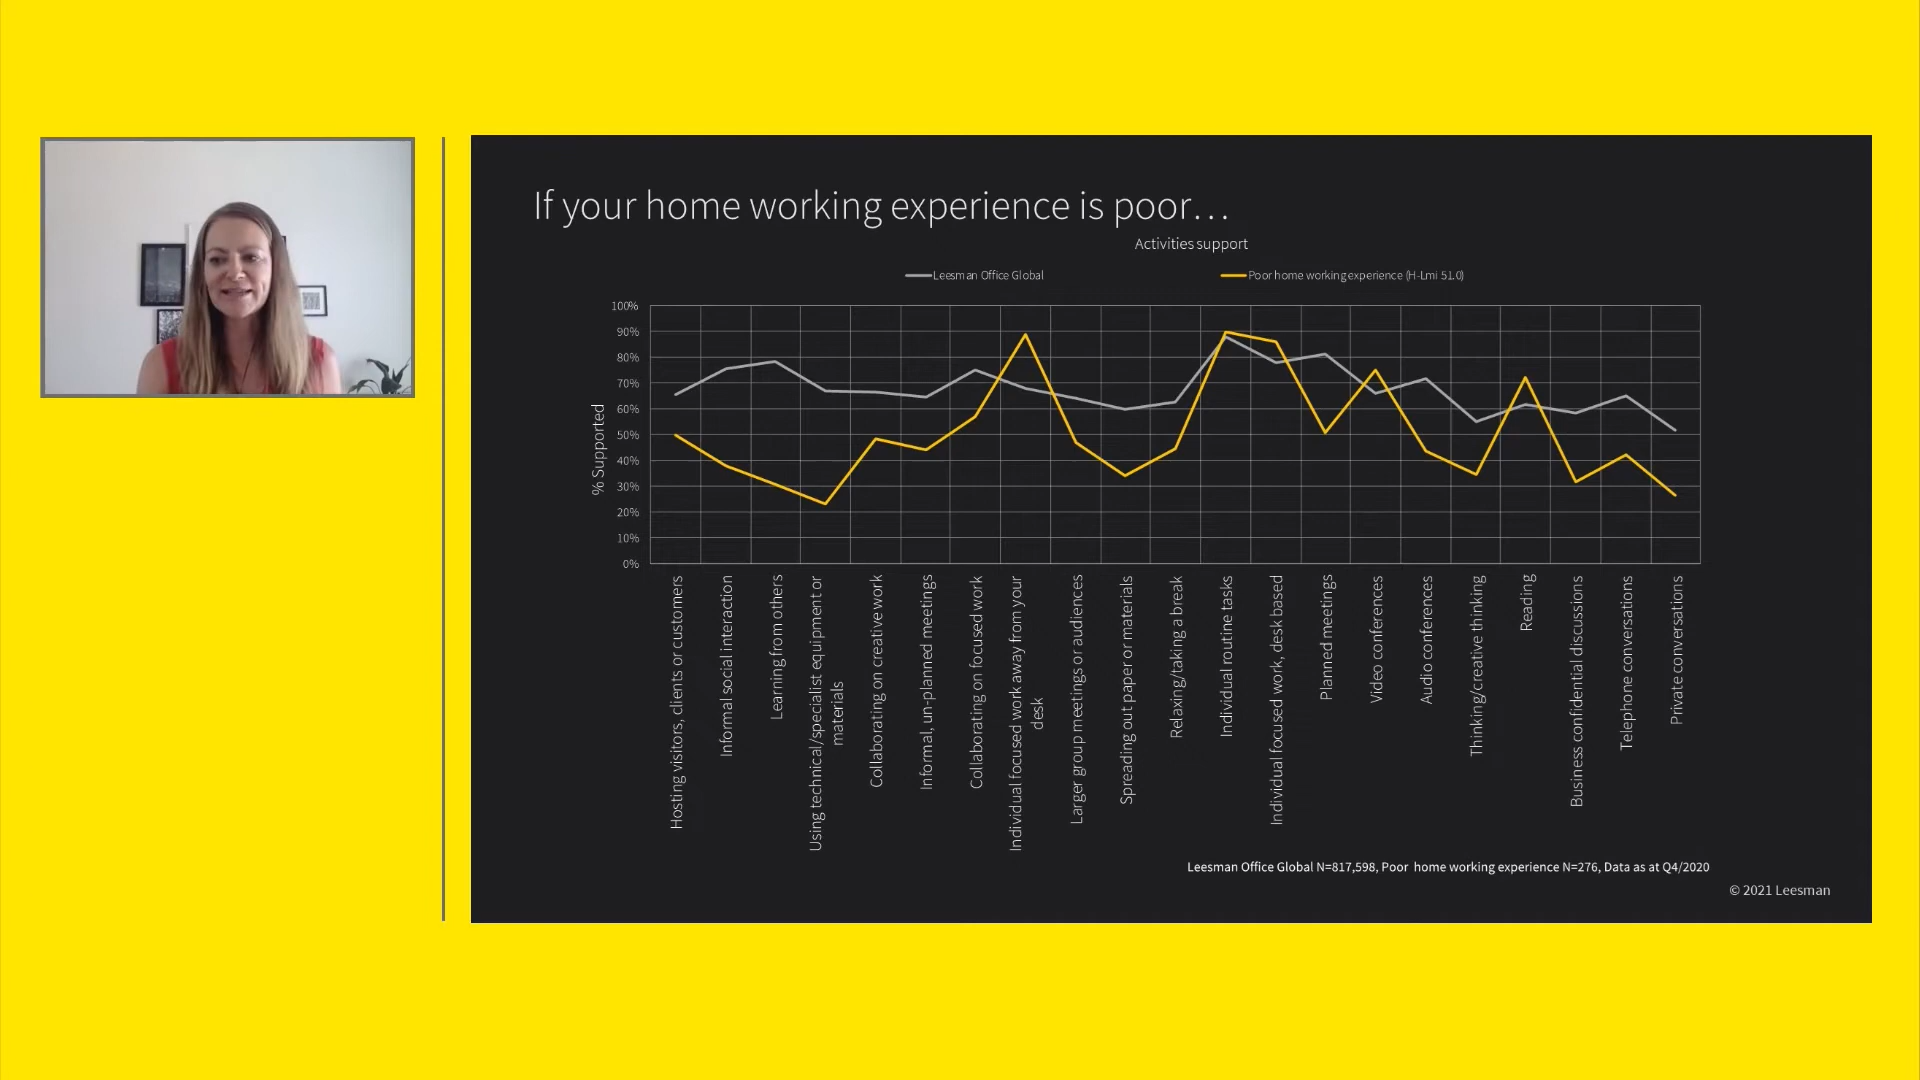 If your home working experience is poor…
Activities support
Leesman Office Global
Poor home working experience (H-Lmi 51.0)
100%
90%
80%
70%
60%
50%
40%
30%
20%
10%
0%
% Supported
Hosting visitors, clients or customers
Informal social interaction
Learning from others
Using technical/specialist equipment or
materials
Collaborating on creative work
Informal, un-planned meetings
Collaborating on focused work
Individual focused work away from your
desk
Larger group meetings or audiences
Spreading out paper or materials
Relaxing/taking a break
Individual routine tasks
Individual focused work, desk based
Planned meetings
Video conferences
Audio conferences
Thinking/creative thinking
Reading
Business confidential discussions
Telephone conversations
Private conversations
Leesman Office Global N=817,598, Poor home working experience N=276, Data as at Q4/2020
© 2021 Leesman